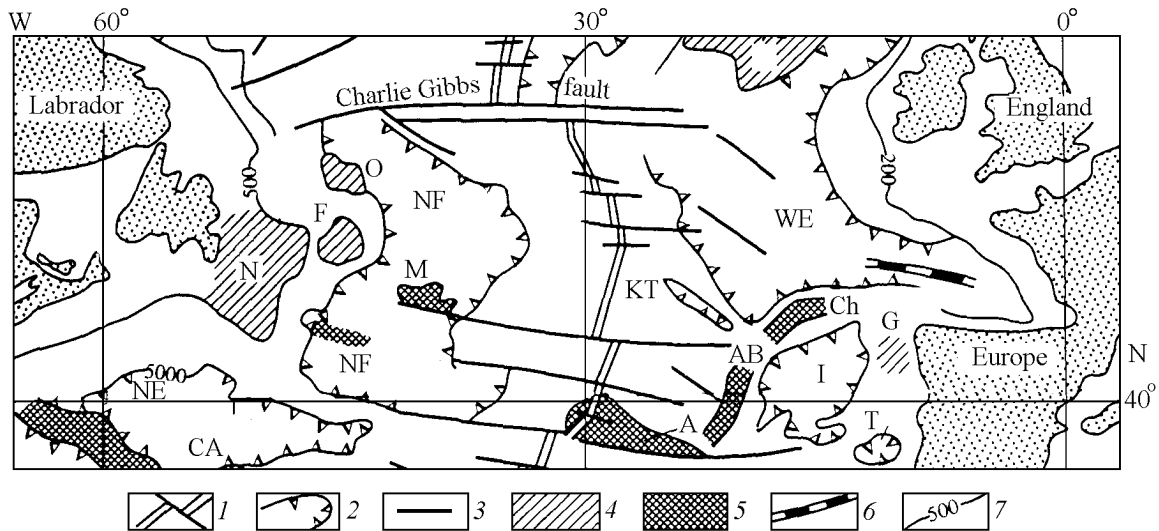 W 60° 30° 0°
Labrador Charlie Gibbs fault England
500 200
O
F NF WE
N
M KT Ch
G
NF AB I Europe N
5000
NE 40°
A T
CA
1 2 3 4 5 6 500 7